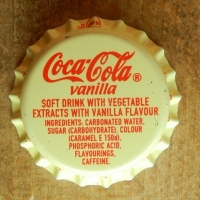 Coca-Cola®
vanilla
SOFT DRINK WITH VEGETABLE
EXTRACTS WITH VANILLA FLAVOUR
INGREDIENTS: CARBONATED WATER,
SUGAR (CARBOHYDRATE), COLOUR
(CARAMEL E 150d),
PHOSPHORIC ACID,
FLAVOURINGS,
CAFFEINE.